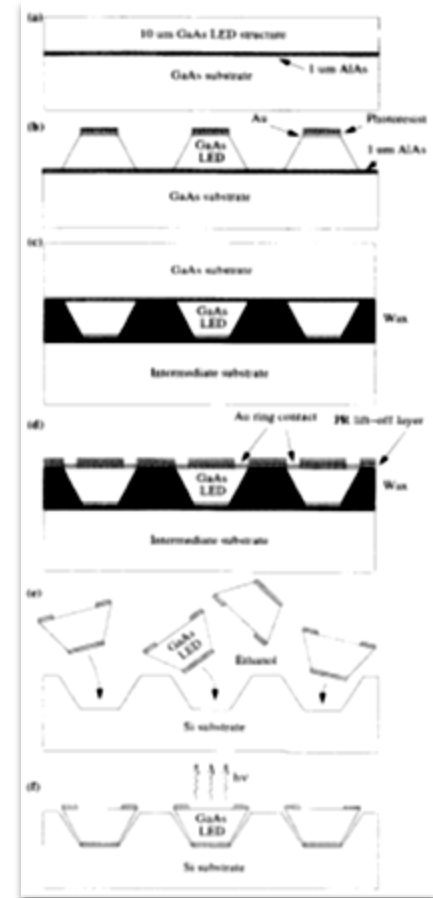 (a)
10 um GaAs LED structure
1 um AlAs
GaAs substrate
(b)
Au
Photoresist
GaAs
LED
1 um AlAs
GaAs substrate
(c)
GaAs substrate
GaAs
LED
Wax
Intermediate substrate
Au ring contact
PR lift-off layer
(d)
GaAs
LED
Wax
Intermediate substrate
(e)
GaAs
LED
Ethanol
Si substrate
(f)
hv
GaAs
LED
Si substrate